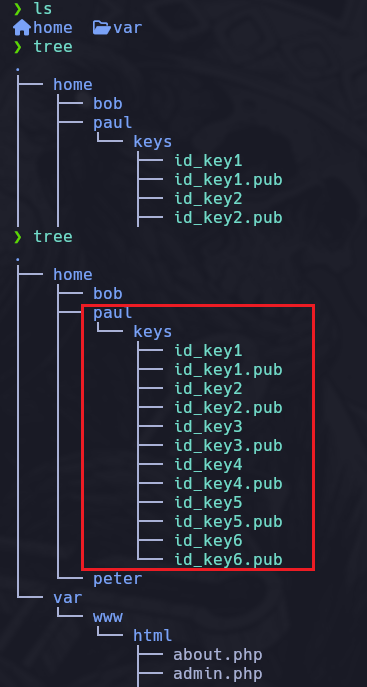 ❯ ls
home var
❯ tree
.
├── home
│   ├── bob
│   ├── paul
│   │   └── keys
│   │       ├── id_key1
│   │       ├── id_key1.pub
│   │       ├── id_key2
│   │       ├── id_key2.pub
❯ tree
.
├── home
│   ├── bob
│   ├── paul
│   │   └── keys
│   │       ├── id_key1
│   │       ├── id_key1.pub
│   │       ├── id_key2
│   │       ├── id_key2.pub
│   │       ├── id_key3
│   │       ├── id_key3.pub
│   │       ├── id_key4
│   │       ├── id_key4.pub
│   │       ├── id_key5
│   │       ├── id_key5.pub
│   │       ├── id_key6
│   │       └── id_key6.pub
│   └── peter
└── var
    └── www
        └── html
            ├── about.php
            ├── admin.php